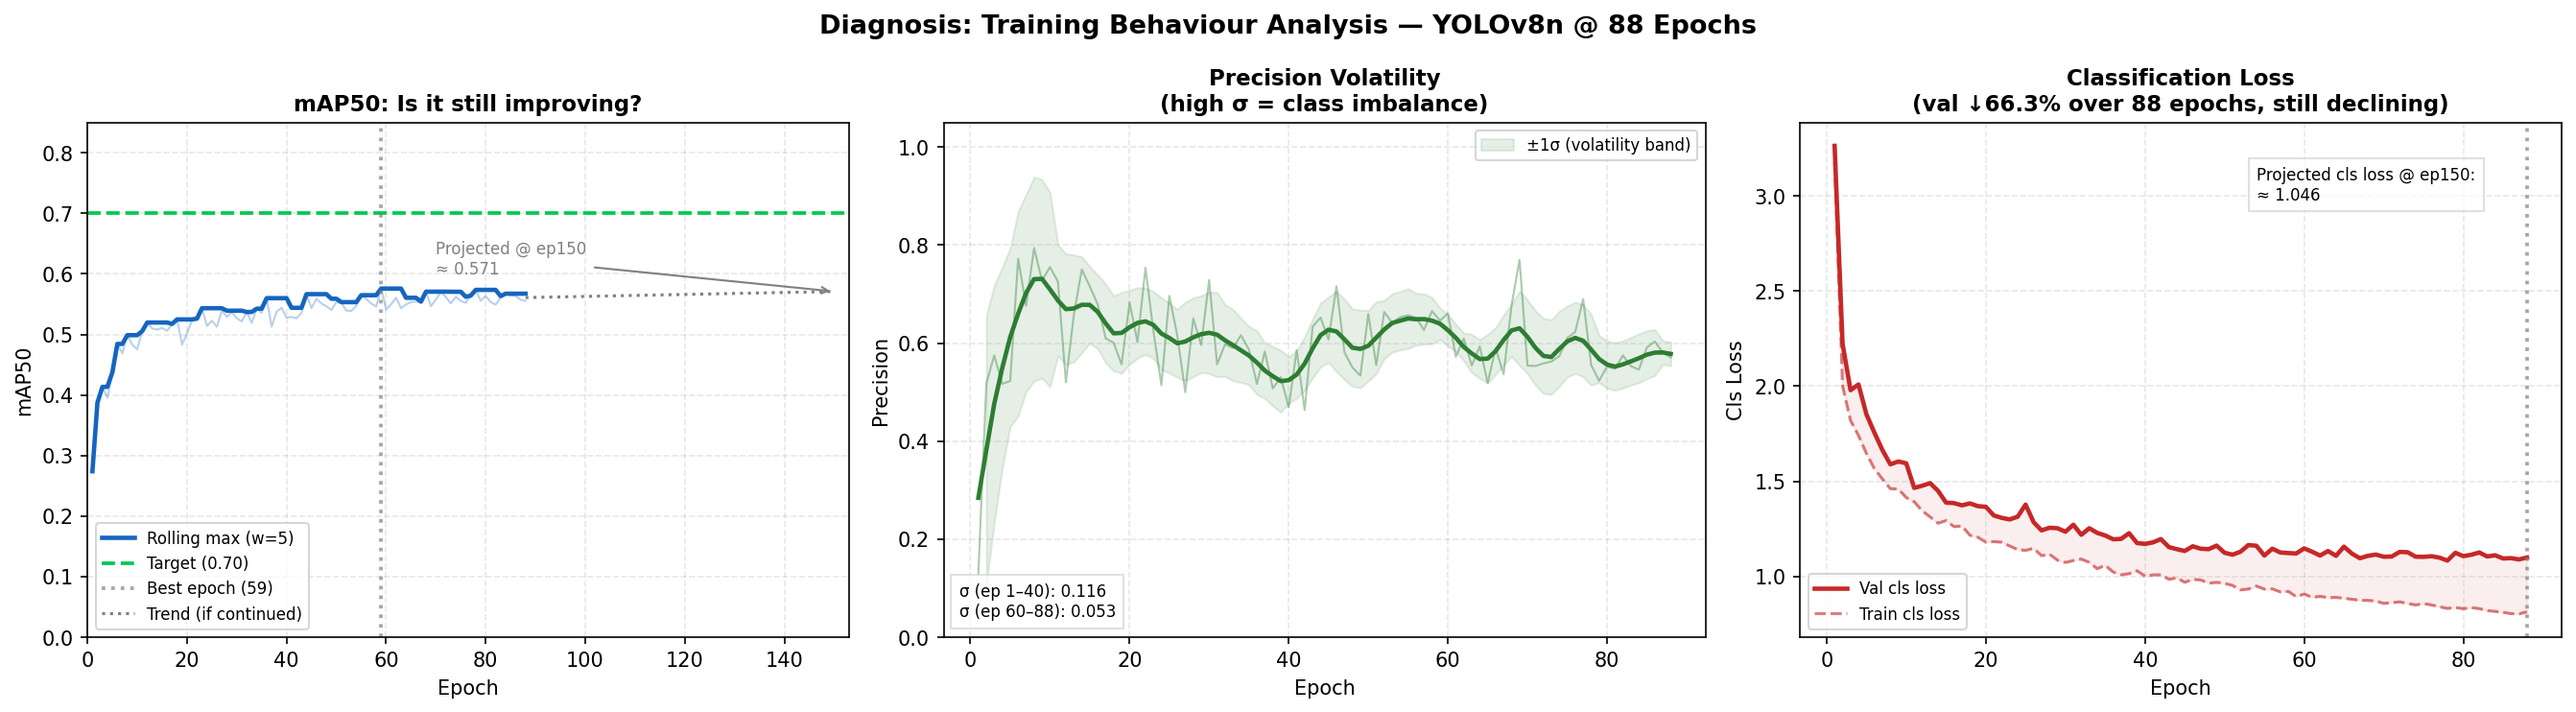 Diagnosis: Training Behaviour Analysis — YOLOv8n @ 88 Epochs
mAP50: Is it still improving?
0.8
0.7
0.6
0.5
0.4
0.3
0.2
0.1
0.0
mAP50
Projected @ ep150
≈ 0.571
Rolling max (w=5)
Target (0.70)
Best epoch (59)
Trend (if continued)
0 20 40 60 80 100 120 140
Epoch
Precision Volatility
(high σ = class imbalance)
1.0
0.8
0.6
0.4
0.2
0.0
Precision
±1σ (volatility band)
σ (ep 1–40): 0.116
σ (ep 60–88): 0.053
0 20 40 60 80
Epoch
Classification Loss
(val ↓66.3% over 88 epochs, still declining)
3.0
2.5
2.0
1.5
1.0
Cls Loss
Projected cls loss @ ep150:
≈ 1.046
Val cls loss
Train cls loss
0 20 40 60 80
Epoch